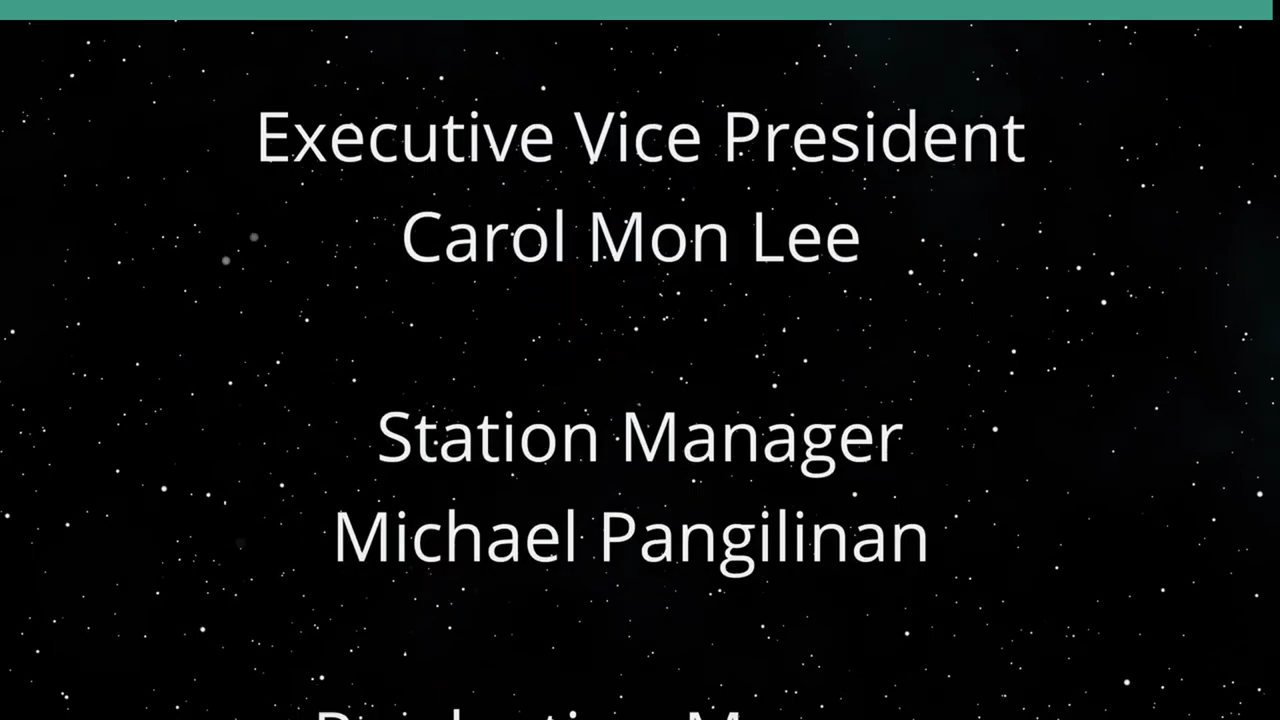 Executive Vice President
Carol Mon Lee
Station Manager
Michael Pangilinan